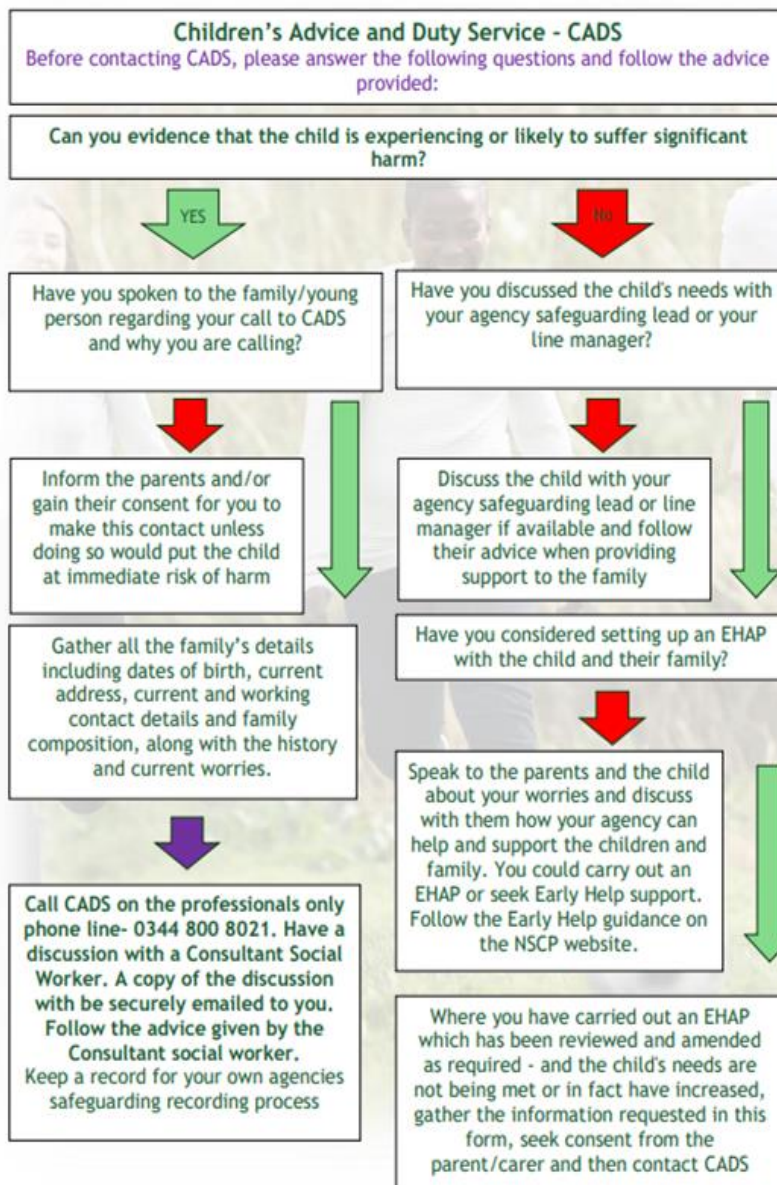 Children's Advice and Duty Service - CADS
Before contacting CADS, please answer the following questions and follow the advice
provided:
Can you evidence that the child is experiencing or likely to suffer significant
harm?
YES
No
Have you spoken to the family/young
person regarding your call to CADS
and why you are calling?
Have you discussed the child's needs with
your agency safeguarding lead or your
line manager?
Inform the parents and/or
gain their consent for you to
make this contact unless
doing so would put the child
at immediate risk of harm
Discuss the child with your
agency safeguarding lead or line
manager if available and follow
their advice when providing
support to the family
Gather all the family's details
including dates of birth, current
address, current and working
contact details and family
composition, along with the history
and current worries.
Have you considered setting up an EHAP
with the child and their family?
Speak to the parents and the child
about your worries and discuss
with them how your agency can
help and support the children and
family. You could carry out an
EHAP or seek Early Help support.
Follow the Early Help guidance on
the NSCP website.
Call CADS on the professionals only
phone line- 0344 800 8021. Have a
discussion with a Consultant Social
Worker. A copy of the discussion
with be securely emailed to you.
Follow the advice given by the
Consultant social worker.
Keep a record for your own agencies
safeguarding recording process
Where you have carried out an EHAP
which has been reviewed and amended
as required - and the child's needs are
not being met or in fact have increased,
gather the information requested in this
form, seek consent from the
parent/carer and then contact CADS